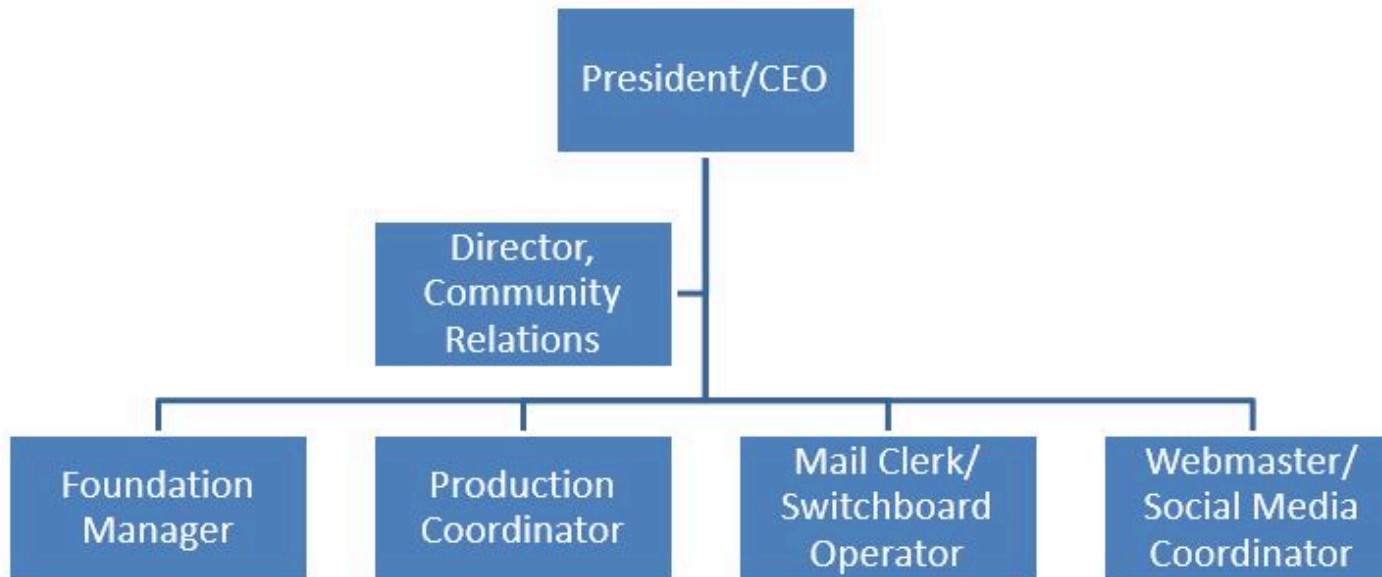 President/CEO
Director,
Community
Relations
Foundation
Manager
Production
Coordinator
Mail Clerk/
Switchboard
Operator
Webmaster/
Social Media
Coordinator